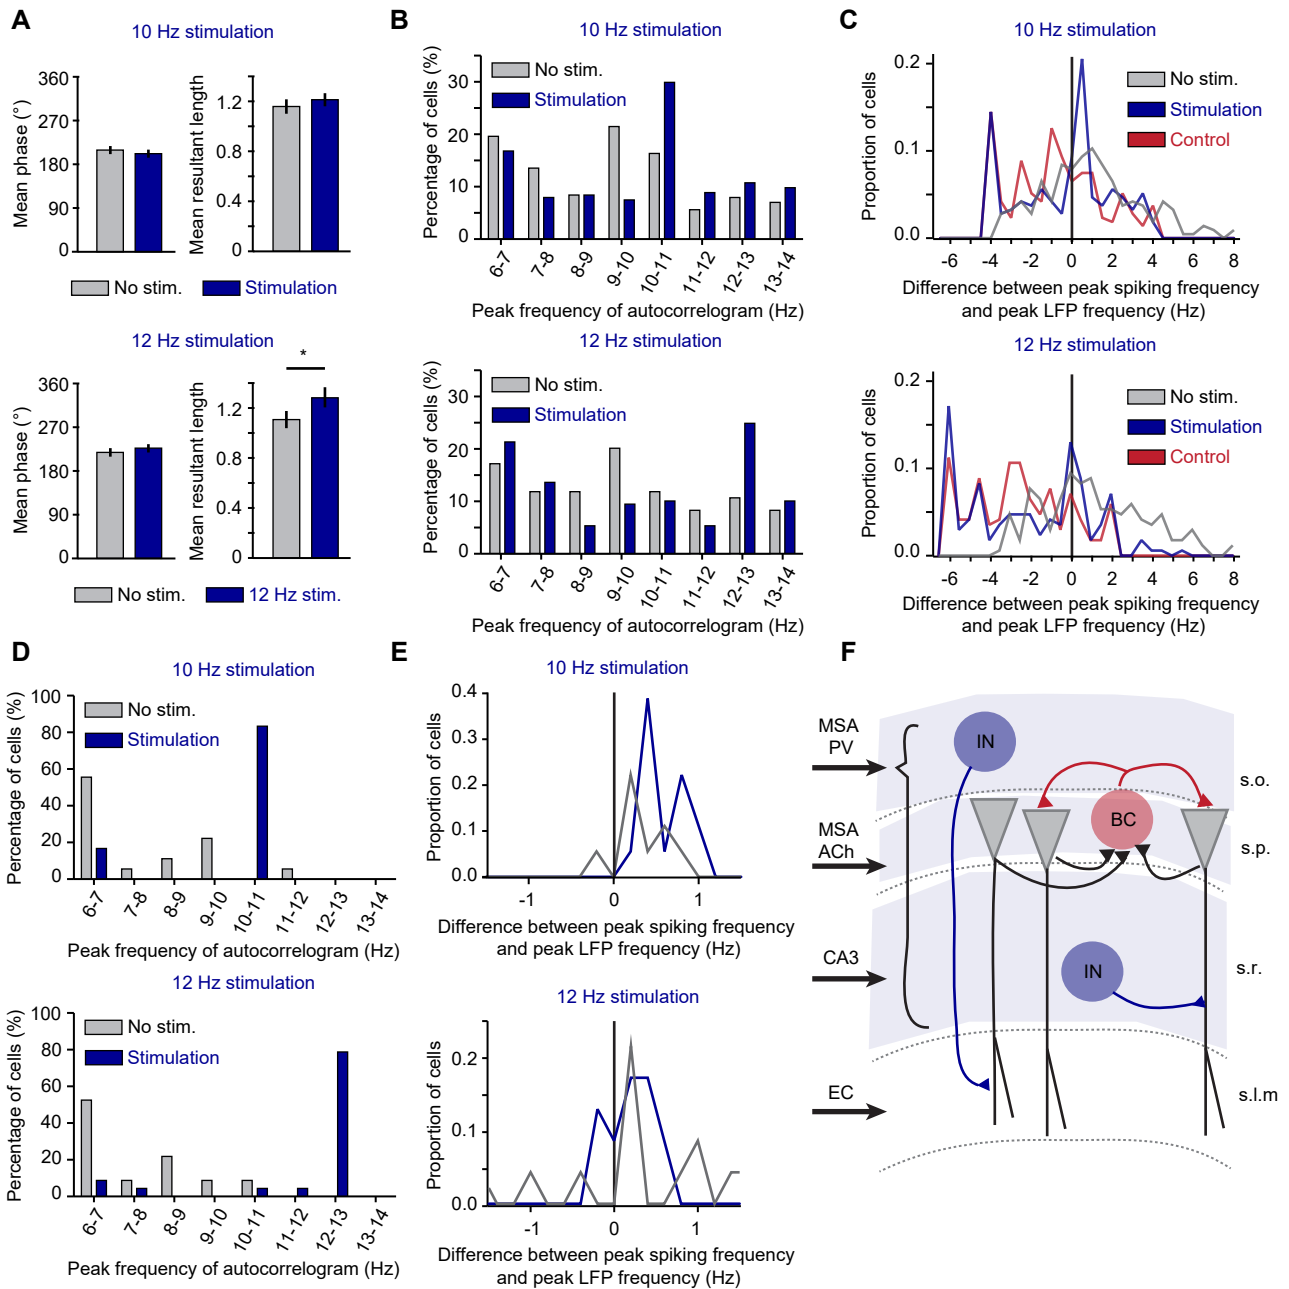 A
10 Hz stimulation
Mean phase (°)
360
270
180
90
0
Mean resultant length
1.2
0.8
0.4
0
No stim.
Stimulation
12 Hz stimulation
Mean phase (°)
360
270
180
90
0
Mean resultant length
*
1.2
0.8
0.4
0
No stim.
12 Hz stim.
B
10 Hz stimulation
Percentage of cells (%)
30
20
10
0
No stim.
Stimulation
6-7 7-8 8-9 9-10 10-11 11-12 12-13 13-14
Peak frequency of autocorrelogram (Hz)
12 Hz stimulation
Percentage of cells (%)
30
20
10
0
No stim.
Stimulation
6-7 7-8 8-9 9-10 10-11 11-12 12-13 13-14
Peak frequency of autocorrelogram (Hz)
C
10 Hz stimulation
Proportion of cells
0.2
0.1
0.0
No stim.
Stimulation
Control
-6 -4 -2 0 2 4 6 8
Difference between peak spiking frequency
and peak LFP frequency (Hz)
12 Hz stimulation
Proportion of cells
0.2
0.1
0.0
No stim.
Stimulation
Control
-6 -4 -2 0 2 4 6 8
Difference between peak spiking frequency
and peak LFP frequency (Hz)
D
10 Hz stimulation
Percentage of cells (%)
100
80
60
40
20
0
No stim.
Stimulation
6-7 7-8 8-9 9-10 10-11 11-12 12-13 13-14
Peak frequency of autocorrelogram (Hz)
12 Hz stimulation
Percentage of cells (%)
100
80
60
40
20
0
No stim.
Stimulation
6-7 7-8 8-9 9-10 10-11 11-12 12-13 13-14
Peak frequency of autocorrelogram (Hz)
E
10 Hz stimulation
Proportion of cells
0.4
0.3
0.2
0.1
0.0
-1 0 1
Difference between peak spiking frequency
and peak LFP frequency (Hz)
12 Hz stimulation
Proportion of cells
0.2
0.1
0.0
-1 0 1
Difference between peak spiking frequency
and peak LFP frequency (Hz)
F
MSA
PV
IN
s.o.
MSA
ACh
BC
s.p.
CA3
IN
s.r.
EC
s.l.m